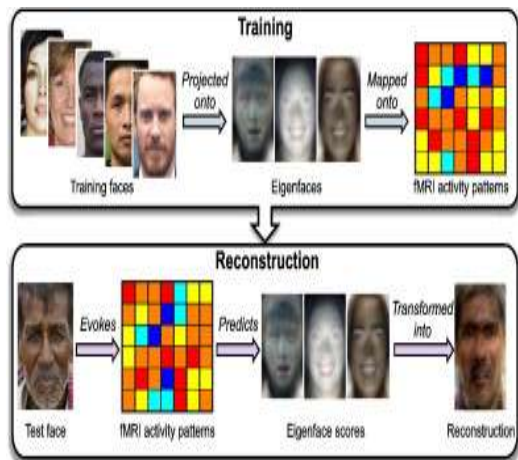 Training
Projected
onto
Mapped
onto
Training faces
Eigenfaces
fMRI activity patterns
Reconstruction
Evokes
Predicts
Transformed
into
Test face
fMRI activity patterns
Eigenface scores
Reconstruction